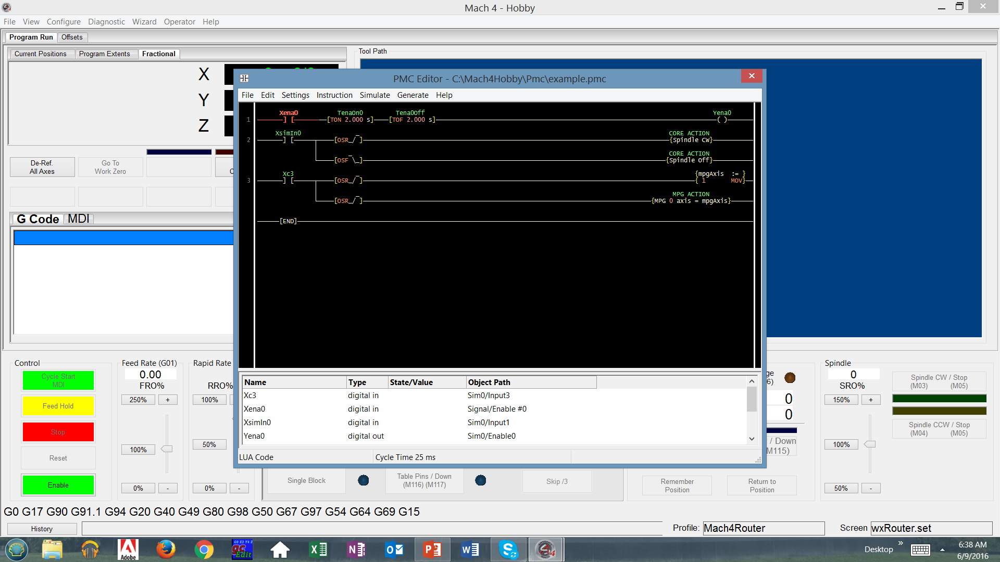 Mach 4 - Hobby
File View Configure Diagnostic Wizard Operator Help
Program Run Offsets
Current Positions Program Extents Fractional
Tool Path
X
Y
Z
De-Ref.
All Axes
Go To
Work Zero
G Code MDI
PMC Editor - C:\Mach4Hobby\Pmc\example.pmc
File Edit Settings Instruction Simulate Generate Help
Xena0 TenaOn0 Tena0Off Yena0
1 ] [ [TON 2.000 s] [TOF 2.000 s] ( )
XsimIn0 CORE ACTION
2 ] [ [OSR_/‾] {Spindle CW}
CORE ACTION
[OSF‾\_] {Spindle Off}
Xc3 {mpgAxis := }
3 ] [ [OSR_/‾] { 1 MOV}
MPG ACTION
[OSR_/‾] {MPG 0 axis = mpgAxis}
[END]
Name Type State/Value Object Path
Xc3 digital in Sim0/Input3
Xena0 digital in Signal/Enable #0
XsimIn0 digital in Sim0/Input1
Yena0 digital out Sim0/Enable0
LUA Code Cycle Time 25 ms
Control
Cycle Start
MDI
Feed Hold
Stop
Reset
Enable
Feed Rate (G01)
0.00
FRO%
250% +
100%
0% -
Rapid Rate
RRO%
100%
50%
0% -
Single Block
Table Pins / Down
(M116) (M117)
Skip /3
ge
6)
0
0
/ Down
M115)
Remember
Position
Return to
Position
Spindle
0
SRO%
150% +
100%
50% -
Spindle CW / Stop
(M03) (M05)
Spindle CCW / Stop
(M04) (M05)
G0 G17 G90 G91.1 G94 G20 G40 G49 G80 G98 G50 G67 G97 G54 G64 G69 G15
History
Profile: Mach4Router
Screen wxRouter.set
Adobe
G0 X3 Y4 Z
gc
Edit
Desktop
6:38 AM
6/9/2016